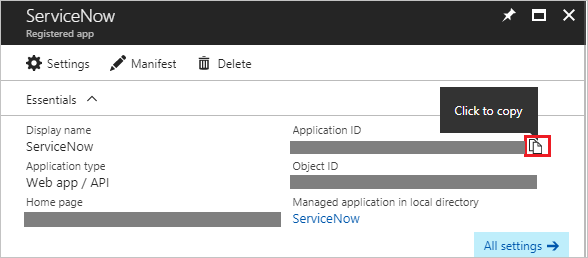 ServiceNow
Registered app
Settings Manifest Delete
Essentials
Click to copy
Display name Application ID
ServiceNow
Application type Object ID
Web app / API
Home page Managed application in local directory
ServiceNow
All settings